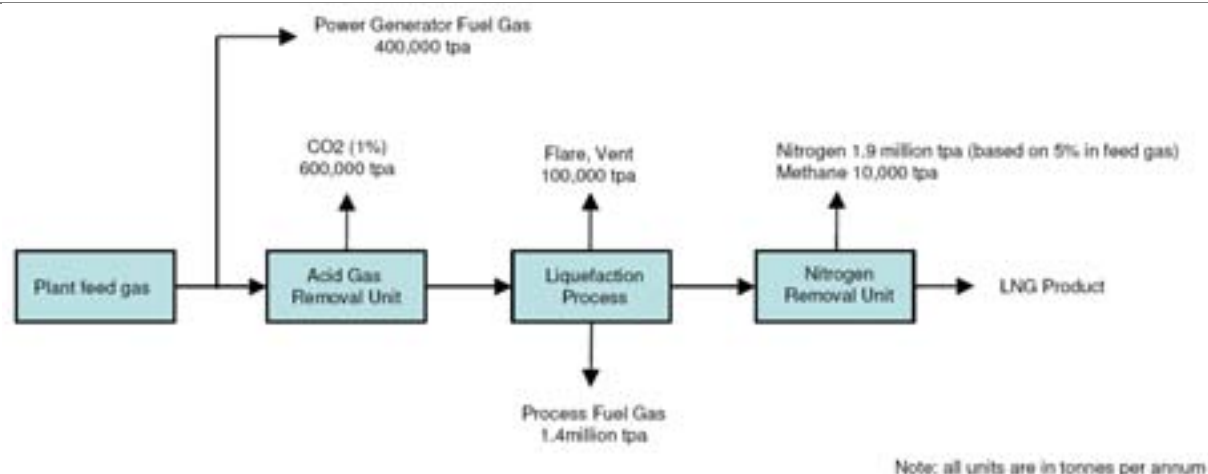 Power Generator Fuel Gas
400,000 tpa
CO2 (1%)
600,000 tpa
Flare, Vent
100,000 tpa
Nitrogen 1.9 million tpa (based on 5% in feed gas)
Methane 10,000 tpa
Plant feed gas
Acid Gas
Removal Unit
Liquefaction
Process
Nitrogen
Removal Unit
LNG Product
Process Fuel Gas
1.4million tpa
Note: all units are in tonnes per annum